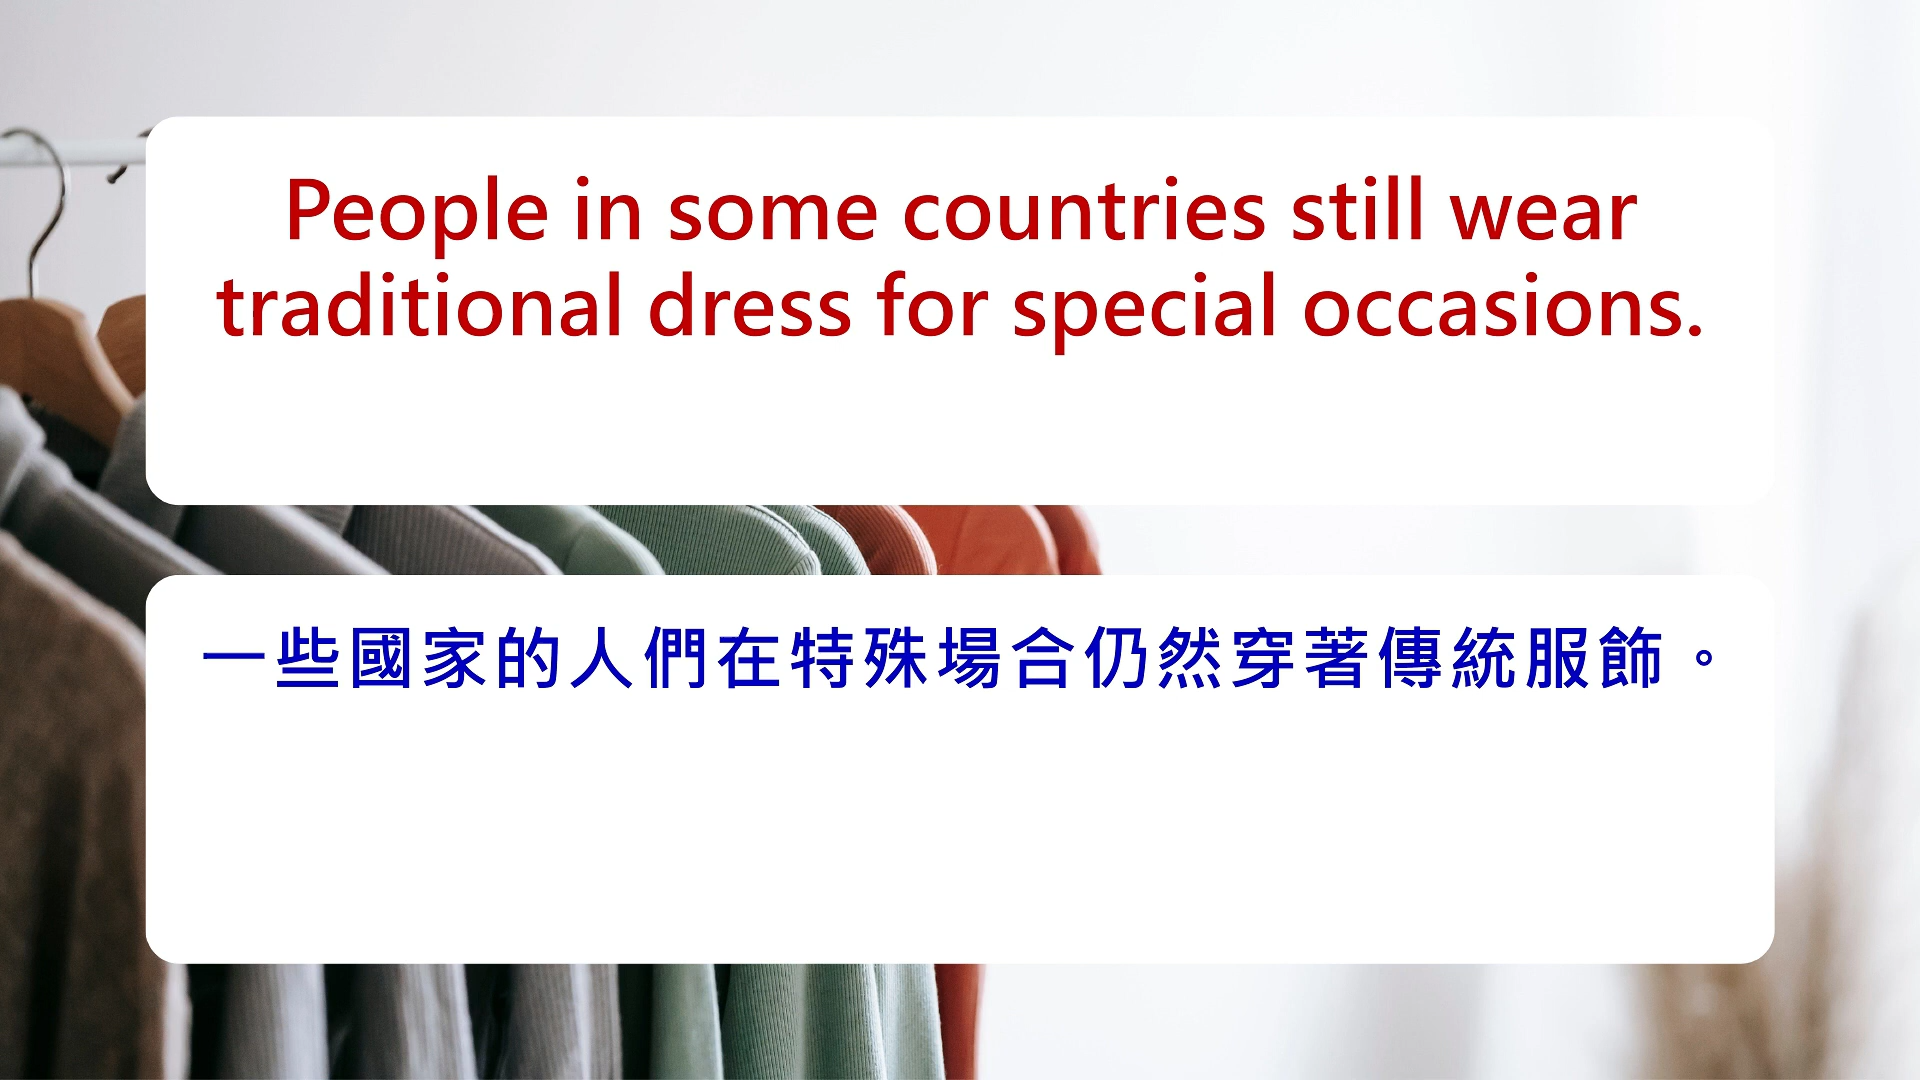 People in some countries still wear
traditional dress for special occasions.
一些國家的人們在特殊場合仍然穿著傳統服飾。